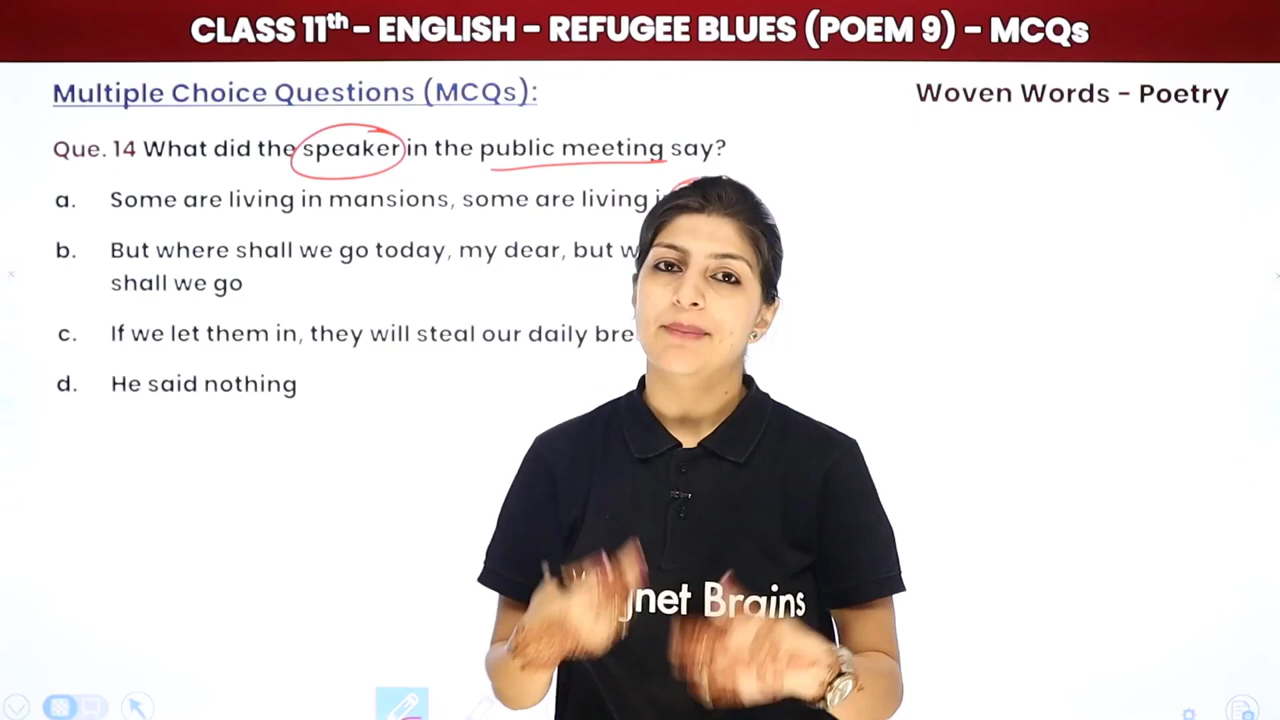 CLASS 11th - ENGLISH - REFUGEE BLUES (POEM 9) - MCQs
Multiple Choice Questions (MCQs):
Woven Words - Poetry
Que. 14 What did the speaker in the public meeting say?
a. Some are living in mansions, some are living
b. But where shall we go today, my dear, but
shall we go
c. If we let them in, they will steal our daily
d. He said nothing
Brains